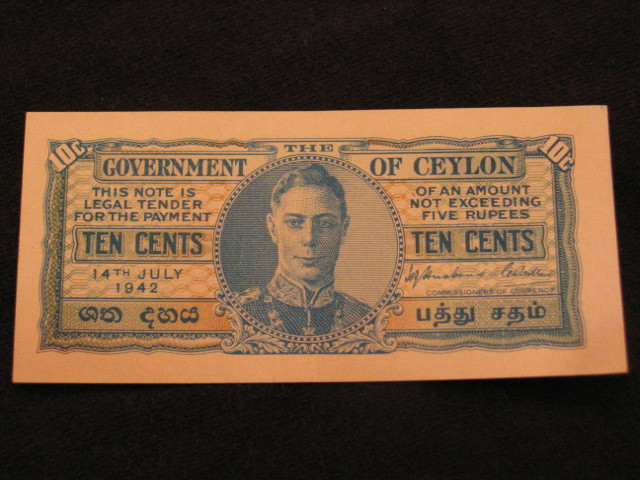 10c THE 10c
GOVERNMENT OF CEYLON
THIS NOTE IS
LEGAL TENDER
FOR THE PAYMENT
OF AN AMOUNT
NOT EXCEEDING
FIVE RUPEES
TEN CENTS TEN CENTS
14TH JULY
1942
COMMISSIONERS OF CURRENCY
ශත දහය
பத்து சதம்